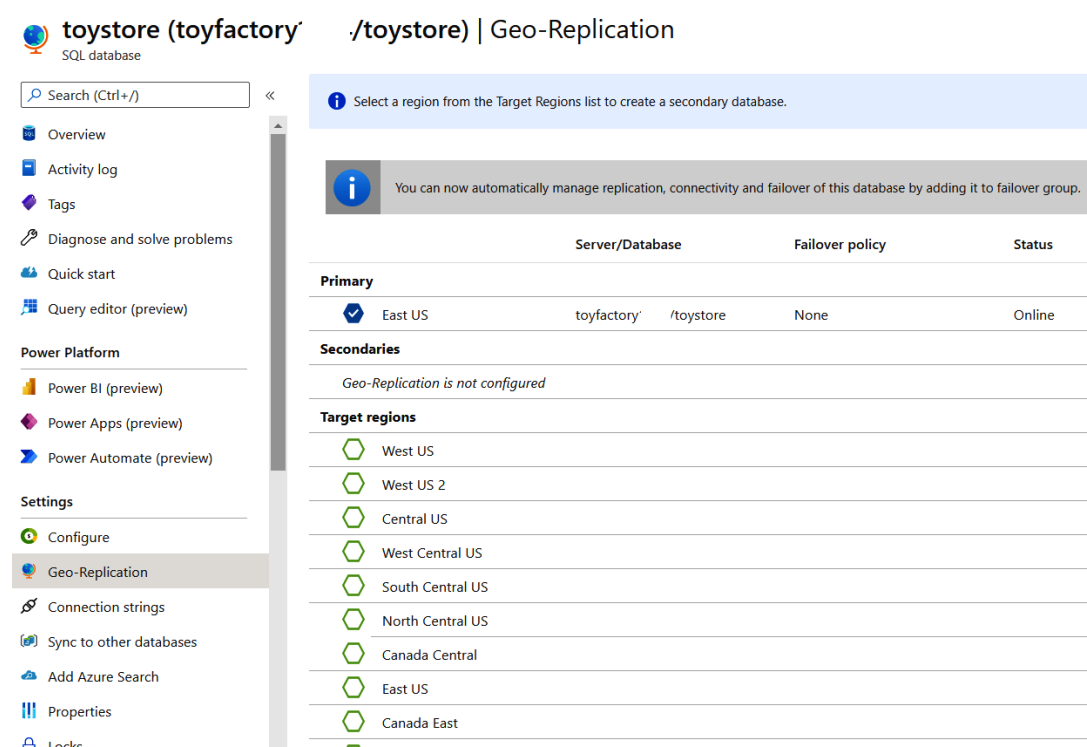 toystore (toyfactory /toystore) | Geo-Replication
SQL database
Search (Ctrl+/)
«
Overview
Activity log
Tags
Diagnose and solve problems
Quick start
Query editor (preview)
Power Platform
Power BI (preview)
Power Apps (preview)
Power Automate (preview)
Settings
Configure
Geo-Replication
Connection strings
Sync to other databases
Add Azure Search
Properties
Locks
Select a region from the Target Regions list to create a secondary database.
You can now automatically manage replication, connectivity and failover of this database by adding it to failover group.
Server/Database Failover policy Status
Primary
East US toyfactory /toystore None Online
Secondaries
Geo-Replication is not configured
Target regions
West US
West US 2
Central US
West Central US
South Central US
North Central US
Canada Central
East US
Canada East